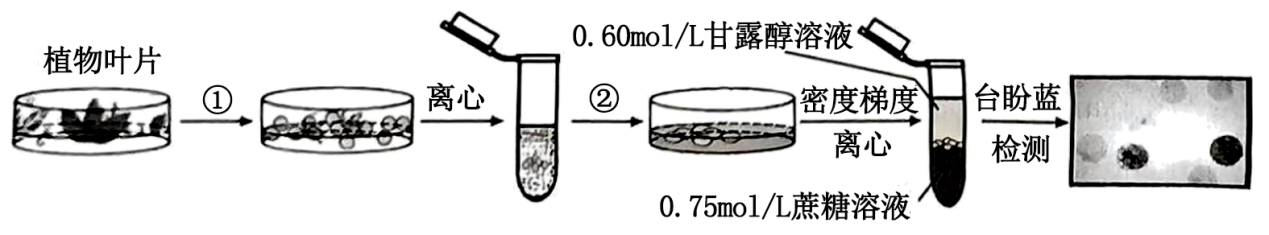 植物叶片
①
离心
②
0.60mol/L甘露醇溶液
密度梯度
离心
0.75mol/L蔗糖溶液
台盼蓝
检测